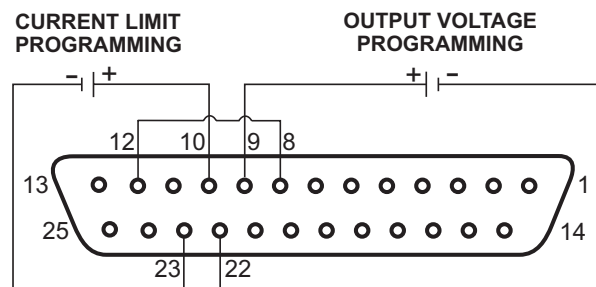 CURRENT LIMIT
PROGRAMMING
OUTPUT VOLTAGE
PROGRAMMING
- +
+ -
12 10 9 8
13 1
25 14
23 22